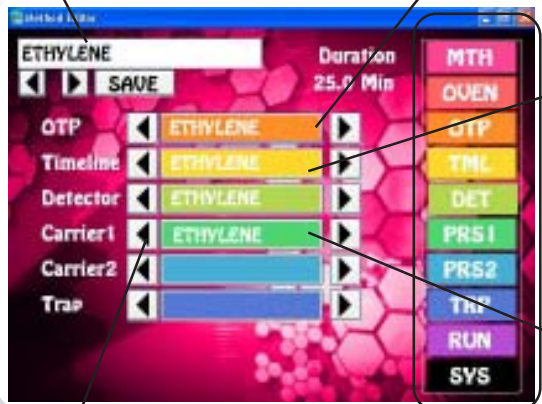 Method Editor
ETHYLENE
Duration
25.0 Min
SAVE
OTP ETHYLENE
Timeline ETHYLENE
Detector ETHYLENE
Carrier1 ETHYLENE
Carrier2
Trap
MTH
OVEN
OTP
TML
DET
PRS1
PRS2
TRP
RUN
SYS